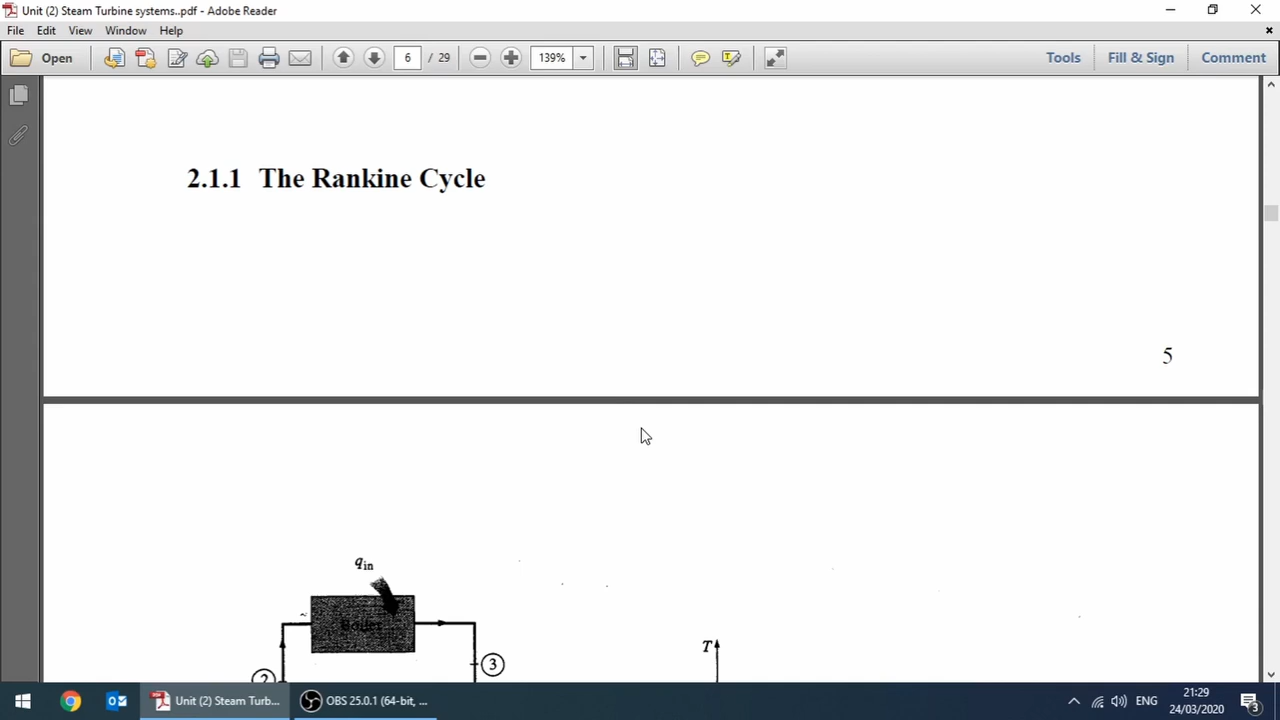 Unit (2) Steam Turbine systems..pdf - Adobe Reader
File Edit View Window Help
Open 6 / 29 139% Tools Fill & Sign Comment
2.1.1 The Rankine Cycle
5
qin
Boiler
2 3
T
Unit (2) Steam Turb... OBS 25.0.1 (64-bit, ... ENG 21:29
24/03/2020 3